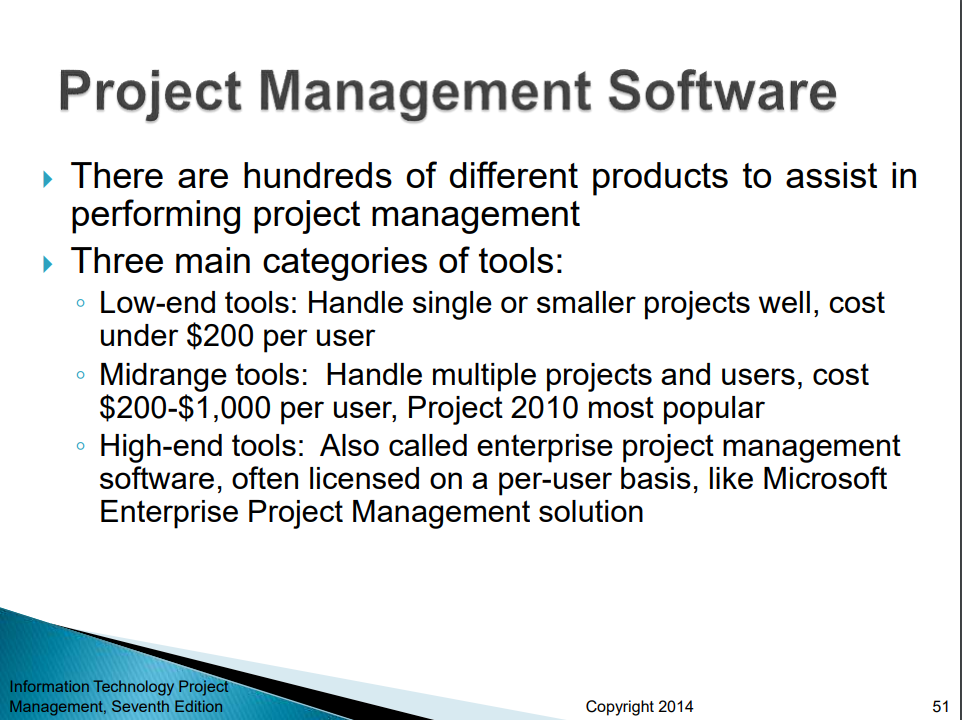 Project Management Software
There are hundreds of different products to assist in
performing project management
Three main categories of tools:
Low-end tools: Handle single or smaller projects well, cost
under $200 per user
Midrange tools:  Handle multiple projects and users, cost
$200-$1,000 per user, Project 2010 most popular
High-end tools:  Also called enterprise project management
software, often licensed on a per-user basis, like Microsoft
Enterprise Project Management solution
Information Technology Project
Management, Seventh Edition
Copyright 2014
51